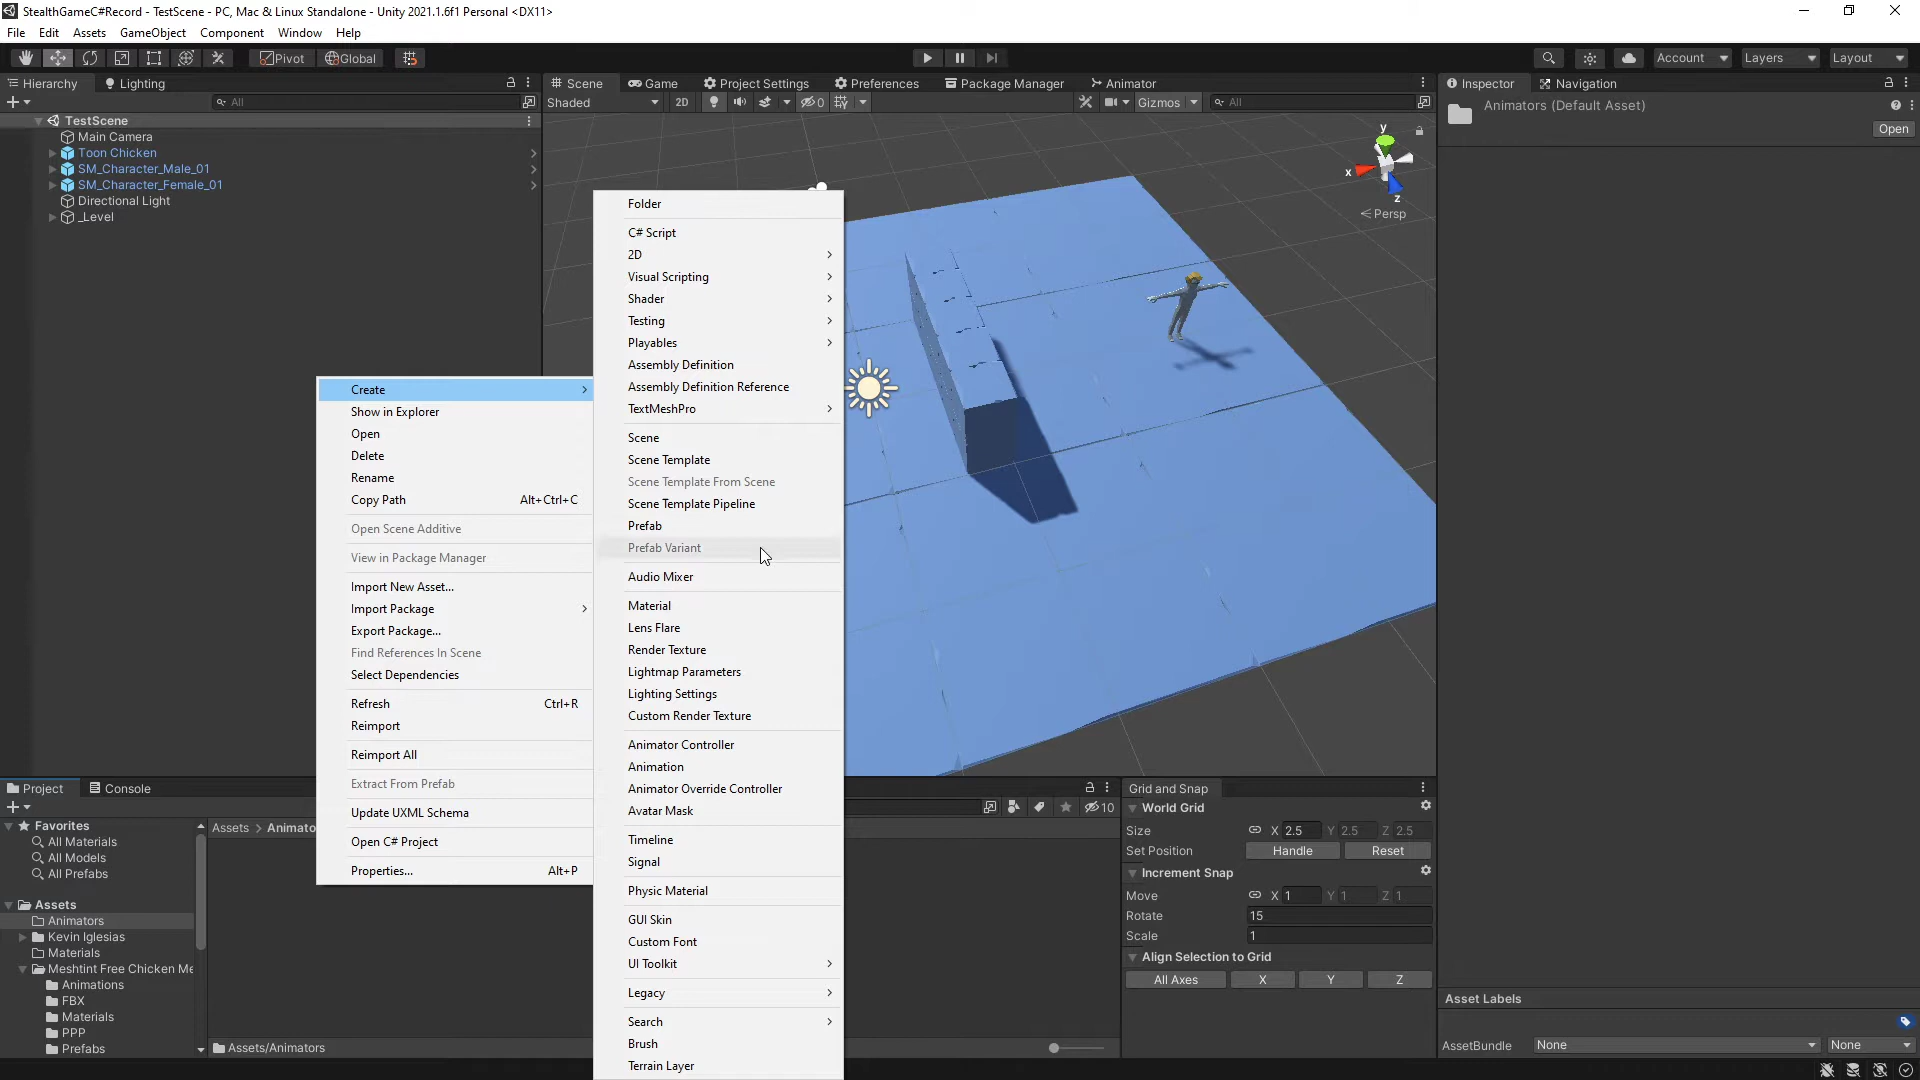 StealthGameC#Record - TestScene - PC, Mac & Linux Standalone - Unity 2021.1.6f1 Personal <DX11>
File Edit Assets GameObject Component Window Help
Pivot Global Account Layers Layout
Hierarchy Lighting
All
TestScene
Main Camera
Toon Chicken
SM_Character_Male_01
SM_Character_Female_01
Directional Light
_Level
Scene Game Project Settings Preferences Package Manager Animator
Shaded 2D 0 Gizmos All
y
x
z
Persp
Inspector Navigation
Animators (Default Asset)
Open
Create
Show in Explorer
Open
Delete
Rename
Copy Path Alt+Ctrl+C
Open Scene Additive
View in Package Manager
Import New Asset...
Import Package
Export Package...
Find References In Scene
Select Dependencies
Refresh Ctrl+R
Reimport
Reimport All
Extract From Prefab
Update UXML Schema
Open C# Project
Properties... Alt+P
Folder
C# Script
2D
Visual Scripting
Shader
Testing
Playables
Assembly Definition
Assembly Definition Reference
TextMeshPro
Scene
Scene Template
Scene Template From Scene
Scene Template Pipeline
Prefab
Prefab Variant
Audio Mixer
Material
Lens Flare
Render Texture
Lightmap Parameters
Lighting Settings
Custom Render Texture
Animator Controller
Animation
Animator Override Controller
Avatar Mask
Timeline
Signal
Physic Material
GUI Skin
Custom Font
UI Toolkit
Legacy
Search
Brush
Terrain Layer
Project Console
Favorites
All Materials
All Models
All Prefabs
Assets
Animators
Kevin Iglesias
Materials
Meshtint Free Chicken Me
Animations
FBX
Materials
PPP
Prefabs
Assets > Animato
10
Assets/Animators
Grid and Snap
World Grid
Size X 2.5 Y 2.5 Z 2.5
Set Position Handle Reset
Increment Snap
Move X 1 Y 1 Z 1
Rotate 15
Scale 1
Align Selection to Grid
All Axes X Y Z
Asset Labels
AssetBundle None None